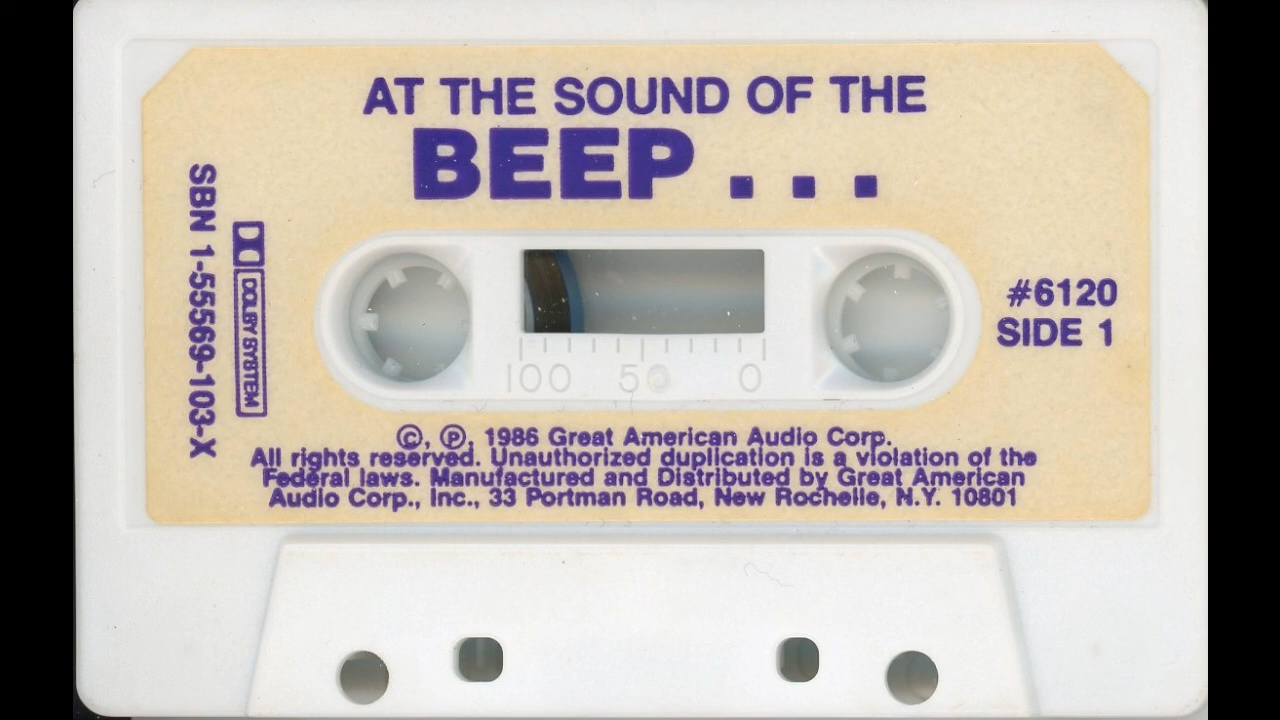 AT THE SOUND OF THE
BEEP...
SBN 1-55569-103-X
DOLBY SYSTEM
#6120
SIDE 1
100 50 0
©, ℗, 1986 Great American Audio Corp.
All rights reserved. Unauthorized duplication is a violation of the
Federal laws. Manufactured and Distributed by Great American
Audio Corp., Inc., 33 Portman Road, New Rochelle, N.Y. 10801